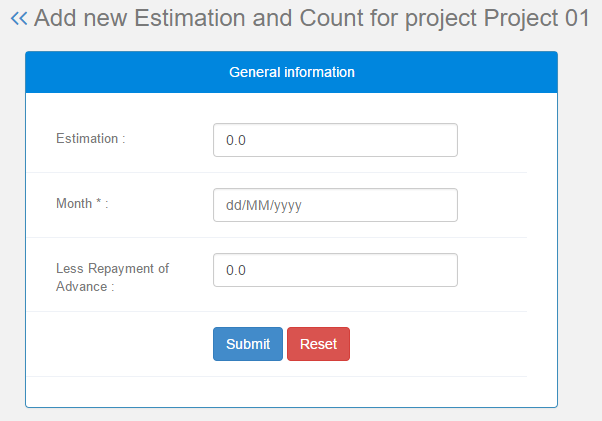 « Add new Estimation and Count for project Project 01
General information
Estimation :
0.0
Month * :
dd/MM/yyyy
Less Repayment of
Advance :
0.0
Submit Reset